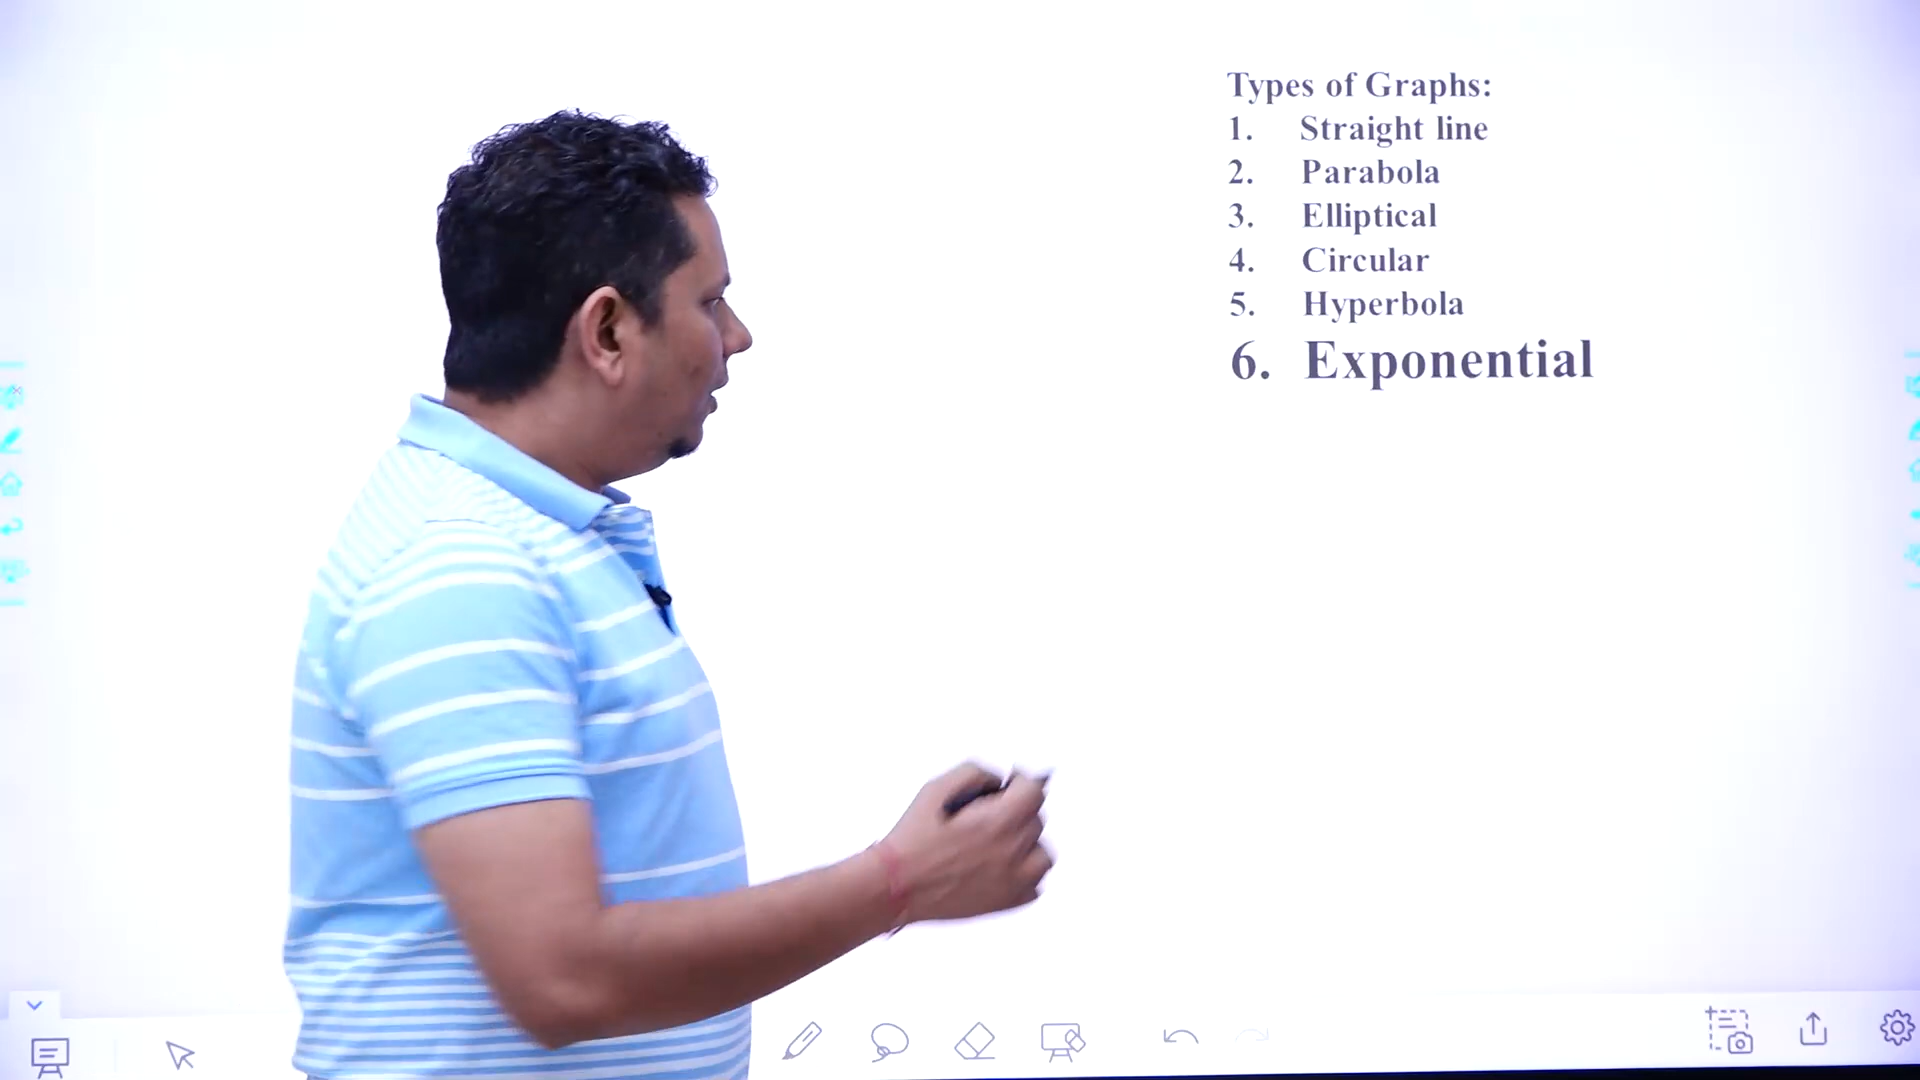 Types of Graphs:
1. Straight line
2. Parabola
3. Elliptical
4. Circular
5. Hyperbola
6. Exponential